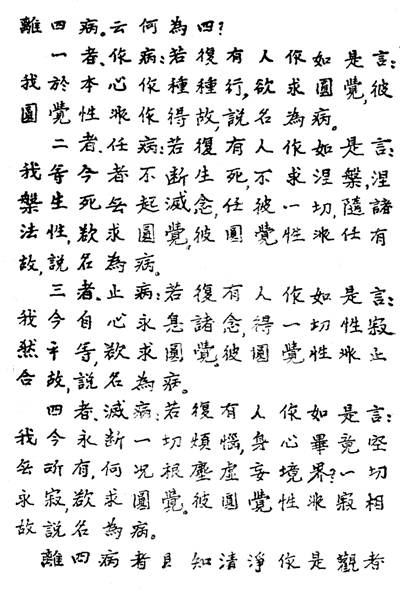 離四病。云何為四?
一者、作病:若復有人作如是言:
我於本心作種種行,欲求圓覺,彼
圓覺性非作得故,說名為病。
二者、任病:若復有人作如是言:
我等今者不斷生死,不求涅槃,涅
槃生死無起滅念,任彼一切,隨諸
法性,欲求圓覺,彼圓覺性非任有
故,說名為病。
三者、止病:若復有人作如是言:
我今自心永息諸念,得一切性寂
然平等,欲求圓覺。彼圓覺性非止
合故,說名為病。
四者、滅病:若復有人作如是言:
我今永斷一切煩惱,身心畢竟空
無所有,何況根塵虛妄境界?一切
永寂,欲求圓覺。彼圓覺性非寂相
故說名為病。
離四病者具知清淨作是觀者